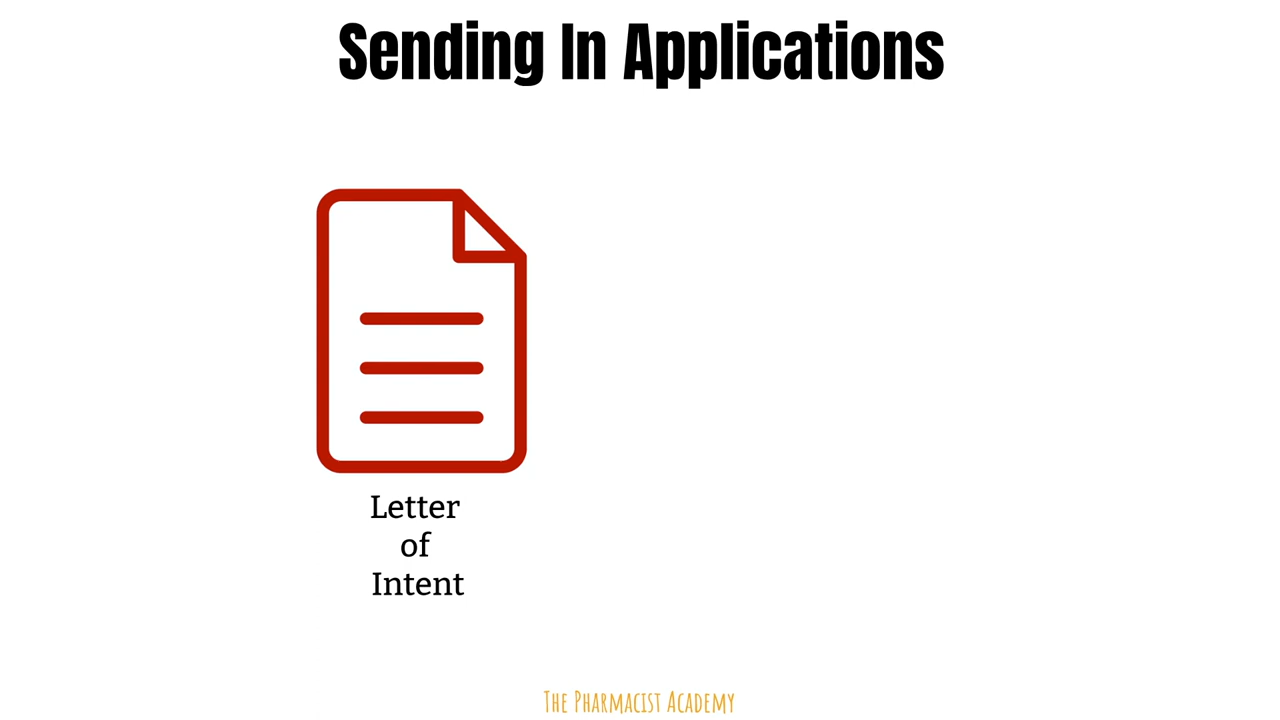 Sending In Applications
Letter
of
Intent
The Pharmacist Academy